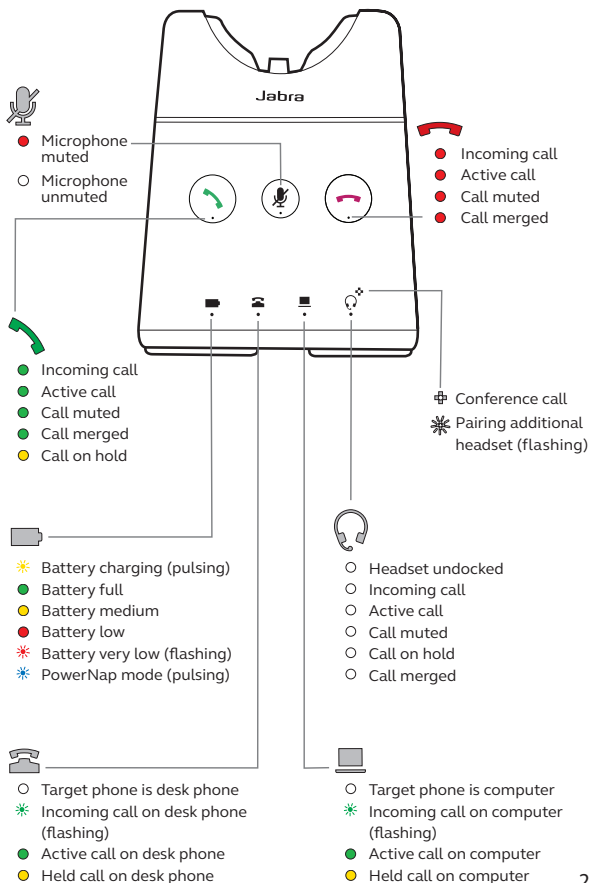 Jabra
Microphone
muted
Microphone
unmuted
Incoming call
Active call
Call muted
Call merged
Incoming call
Active call
Call muted
Call merged
Call on hold
Conference call
Pairing additional
headset (flashing)
Battery charging (pulsing)
Battery full
Battery medium
Battery low
Battery very low (flashing)
PowerNap mode (pulsing)
Headset undocked
Incoming call
Active call
Call muted
Call on hold
Call merged
Target phone is desk phone
Incoming call on desk phone
(flashing)
Active call on desk phone
Held call on desk phone
Target phone is computer
Incoming call on computer
(flashing)
Active call on computer
Held call on computer